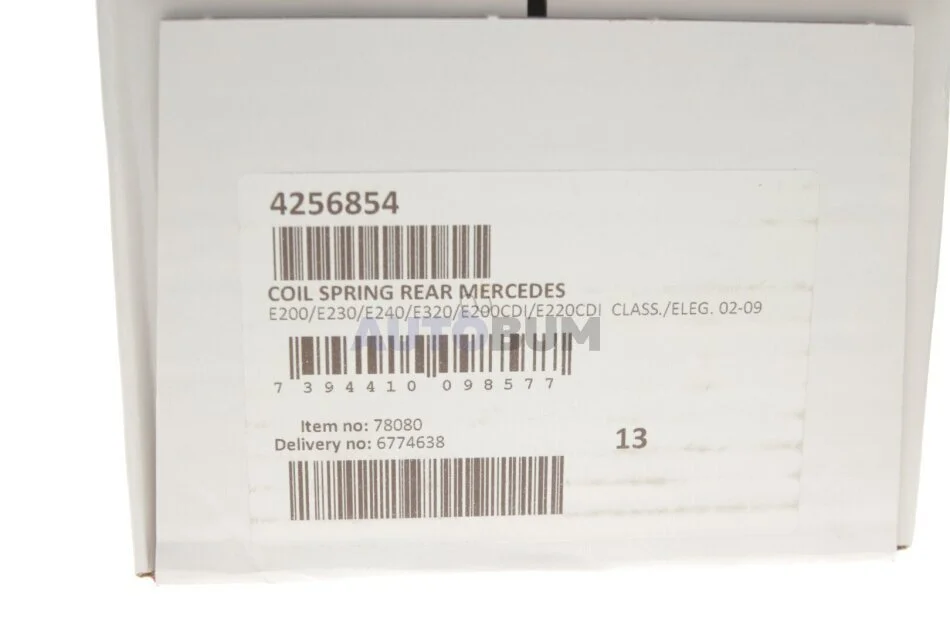 4256854
COIL SPRING REAR MERCEDES
E200/E230/E240/E320/E200CDI/E220CDI CLASS./ELEG. 02-09
AUTOBUM
7 394410 098577
Item no: 78080
Delivery no: 6774638
13